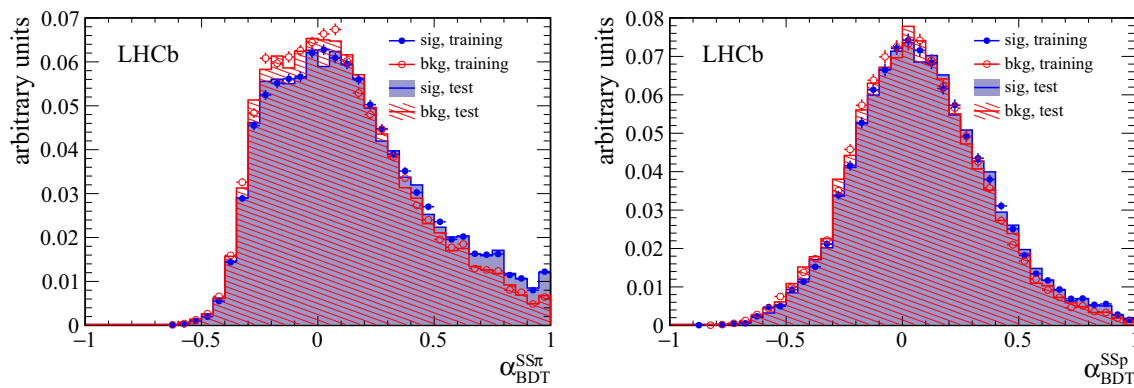 arbitrary units
0.07
0.06
0.05
0.04
0.03
0.02
0.01
0
LHCb
sig, training
bkg, training
sig, test
bkg, test
−1 −0.5 0 0.5 1
α_BDT^SSπ
arbitrary units
0.08
0.07
0.06
0.05
0.04
0.03
0.02
0.01
0
LHCb
sig, training
bkg, training
sig, test
bkg, test
−1 −0.5 0 0.5 1
α_BDT^SSp